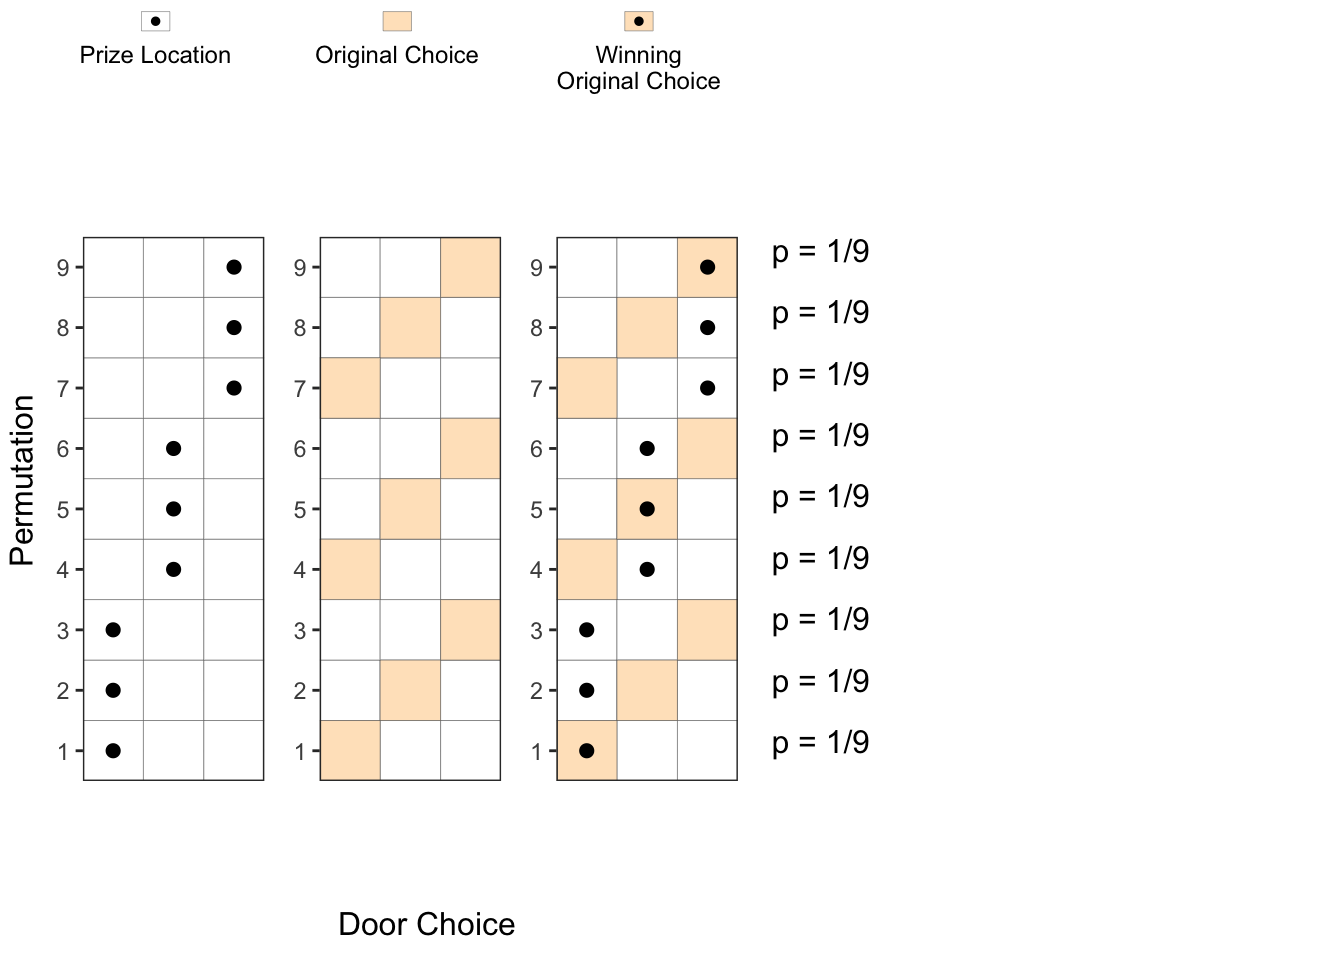 Prize Location
Original Choice
Winning
Original Choice
Permutation
9
8
7
6
5
4
3
2
1
9
8
7
6
5
4
3
2
1
9
8
7
6
5
4
3
2
1
p = 1/9
p = 1/9
p = 1/9
p = 1/9
p = 1/9
p = 1/9
p = 1/9
p = 1/9
p = 1/9
Door Choice